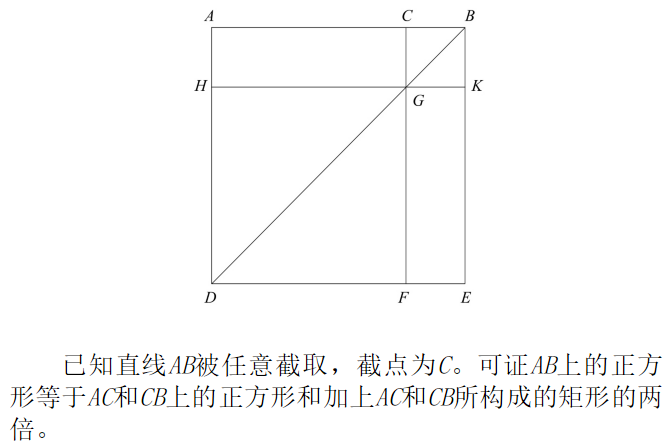 A C B
H G K
D F E
已知直线AB被任意截取，截点为C。可证AB上的正方
形等于AC和CB上的正方形和加上AC和CB所构成的矩形的两
倍。